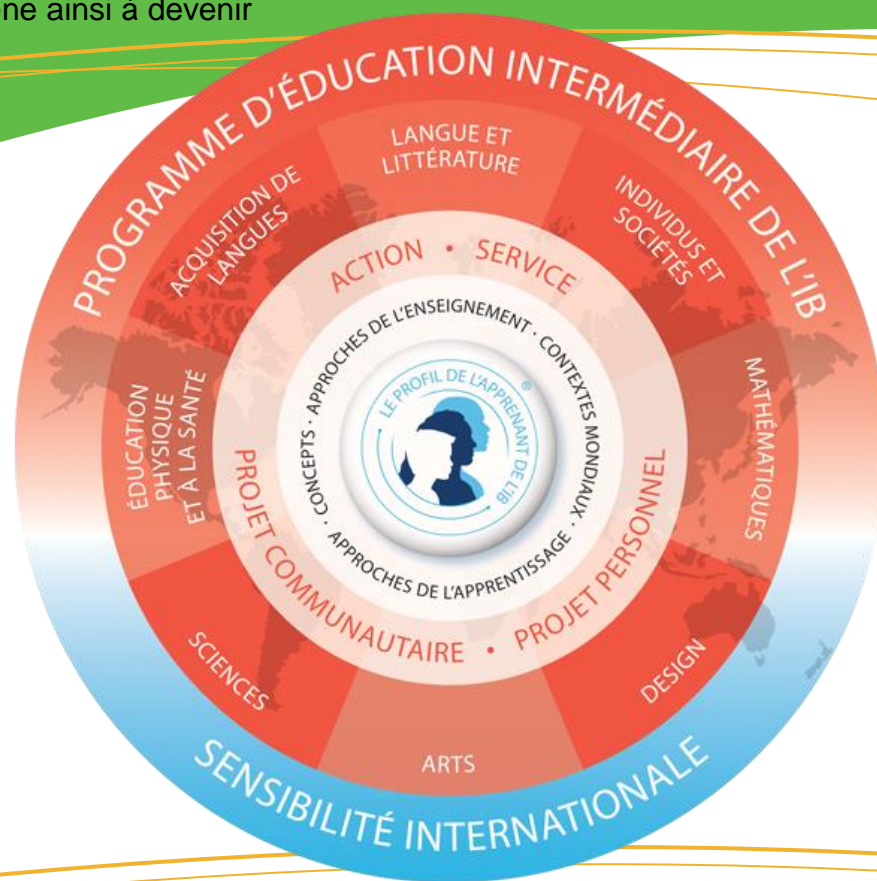 ne ainsi à devenir
PROGRAMME D'ÉDUCATION INTERMÉDIAIRE DE L'IB
LANGUE ET
LITTÉRATURE
INDIVIDUS ET
SOCIÉTÉS
MATHÉMATIQUES
DESIGN
ARTS
SCIENCES
ÉDUCATION
PHYSIQUE
ET À LA SANTÉ
ACQUISITION DE
LANGUES
ACTION • SERVICE
PROJET COMMUNAUTAIRE • PROJET PERSONNEL
APPROCHES DE L'ENSEIGNEMENT · CONTEXTES MONDIAUX ·
APPROCHES DE L'APPRENTISSAGE · CONCEPTS ·
LE PROFIL DE L'APPRENANT DE L'IB ®
SENSIBILITÉ INTERNATIONALE